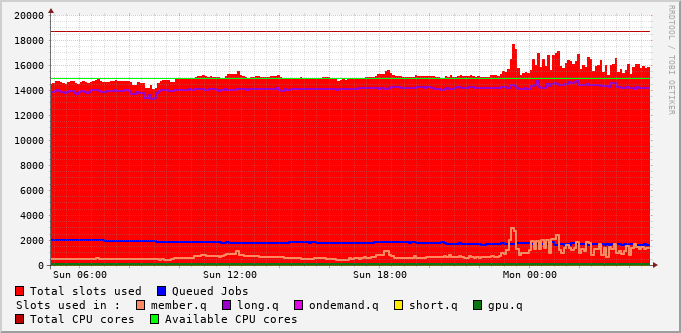 20000
18000
16000
14000
12000
10000
8000
6000
4000
2000
0
Sun 06:00 Sun 12:00 Sun 18:00 Mon 00:00
Total slots used Queued Jobs
Slots used in : member.q long.q ondemand.q short.q gpu.q
Total CPU cores Available CPU cores
RRDTOOL / TOBI OETIKER